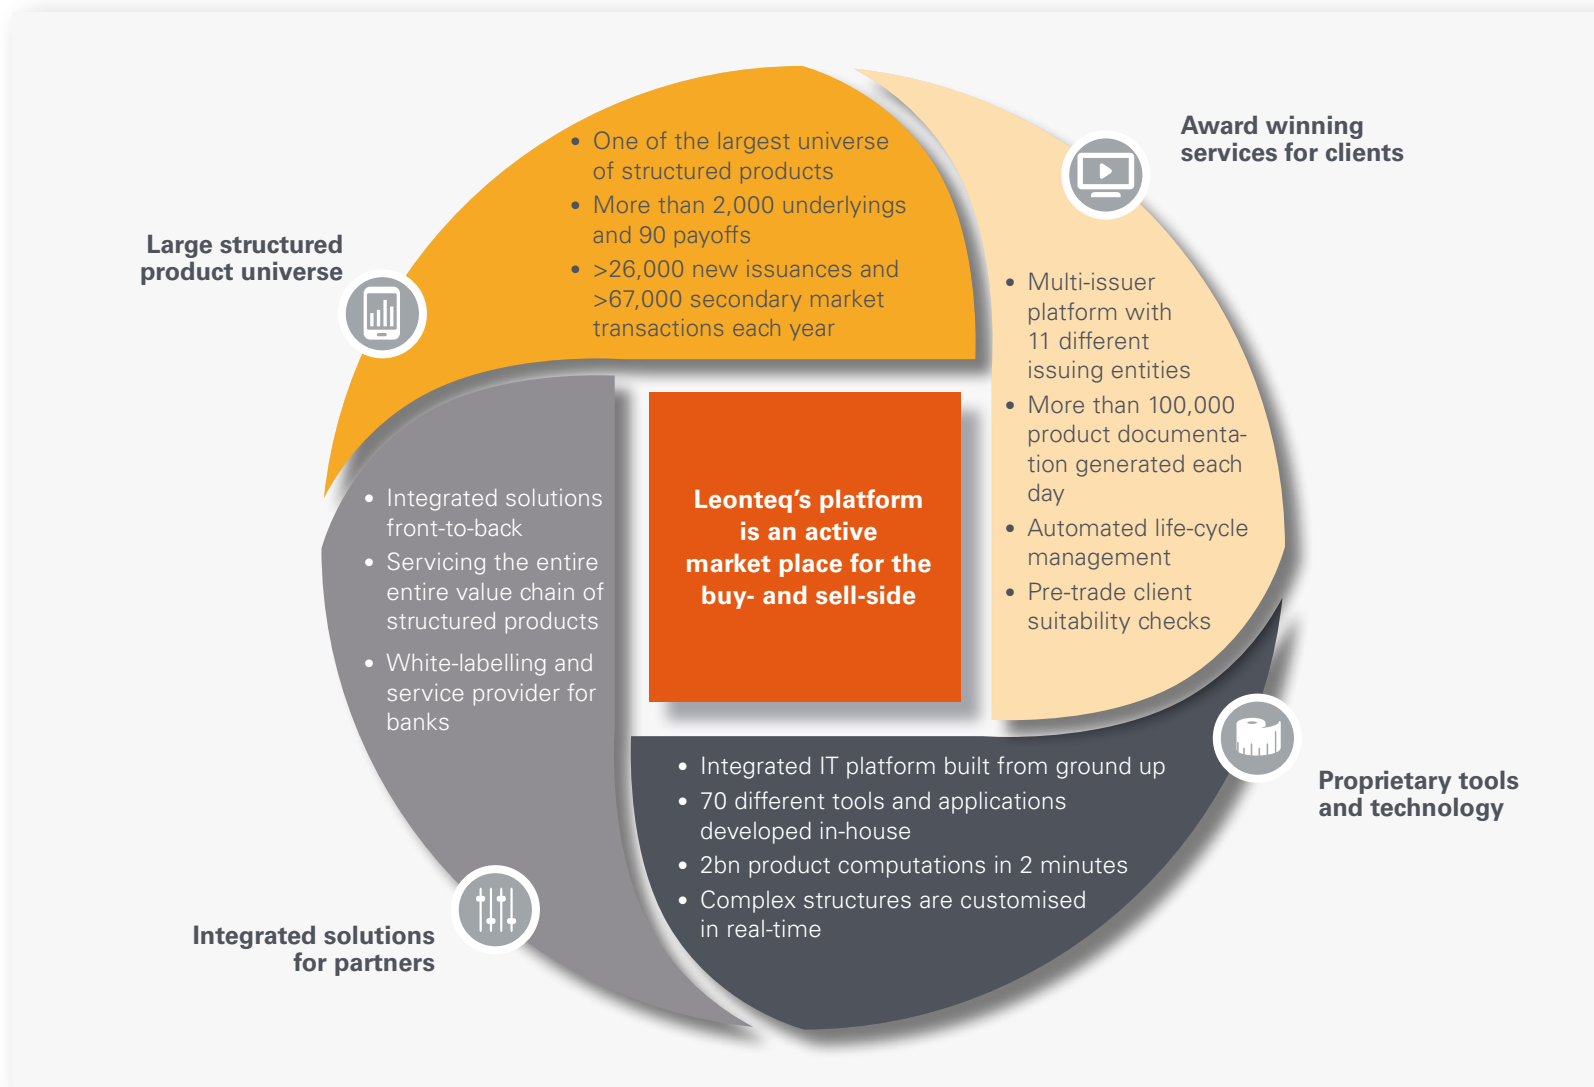 Large structured
product universe
• One of the largest universe
of structured products
• More than 2,000 underlyings
and 90 payoffs
• >26,000 new issuances and
>67,000 secondary market
transactions each year
Award winning
services for clients
• Multi-issuer
platform with
11 different
issuing entities
• More than 100,000
product documenta-
tion generated each
day
• Automated life-cycle
management
• Pre-trade client
suitability checks
Leonteq’s platform
is an active
market place for the
buy- and sell-side
• Integrated solutions
front-to-back
• Servicing the entire
entire value chain of
structured products
• White-labelling and
service provider for
banks
Integrated solutions
for partners
• Integrated IT platform built from ground up
• 70 different tools and applications
developed in-house
• 2bn product computations in 2 minutes
• Complex structures are customised
in real-time
Proprietary tools
and technology